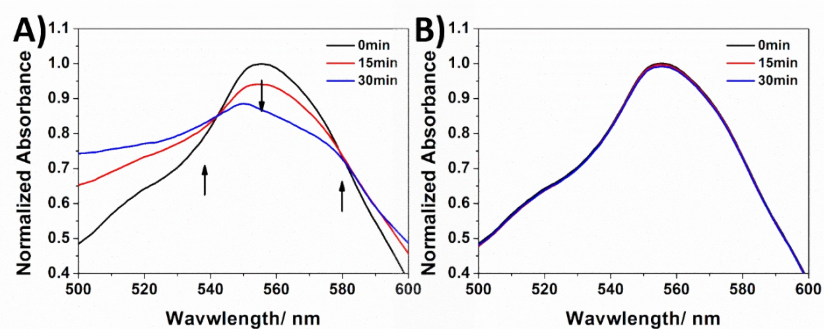 A)
1.1
1.0
0.9
0.8
0.7
0.6
0.5
0.4
Normalized Absorbance
0min
15min
30min
500 520 540 560 580 600
Wavwlength/ nm
B)
1.1
1.0
0.9
0.8
0.7
0.6
0.5
0.4
Normalized Absorbance
0min
15min
30min
500 520 540 560 580 600
Wavwlength/ nm